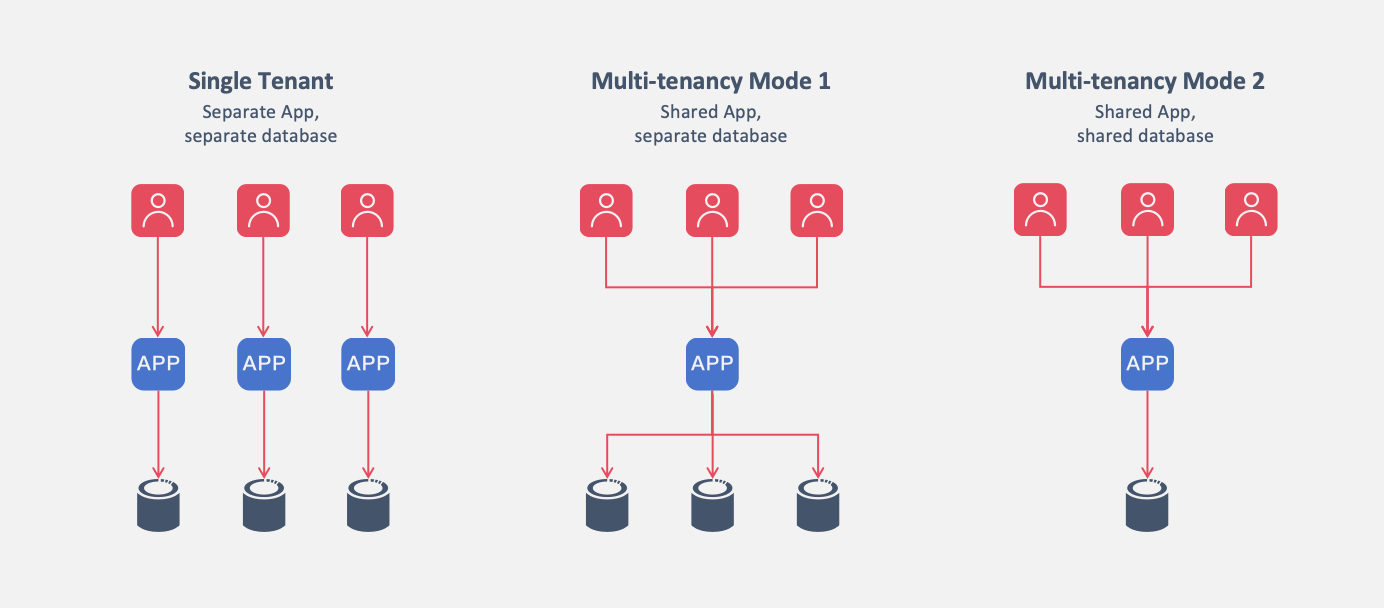 Single Tenant
Separate App,
separate database
Multi-tenancy Mode 1
Shared App,
separate database
Multi-tenancy Mode 2
Shared App,
shared database
APP
APP
APP
APP
APP